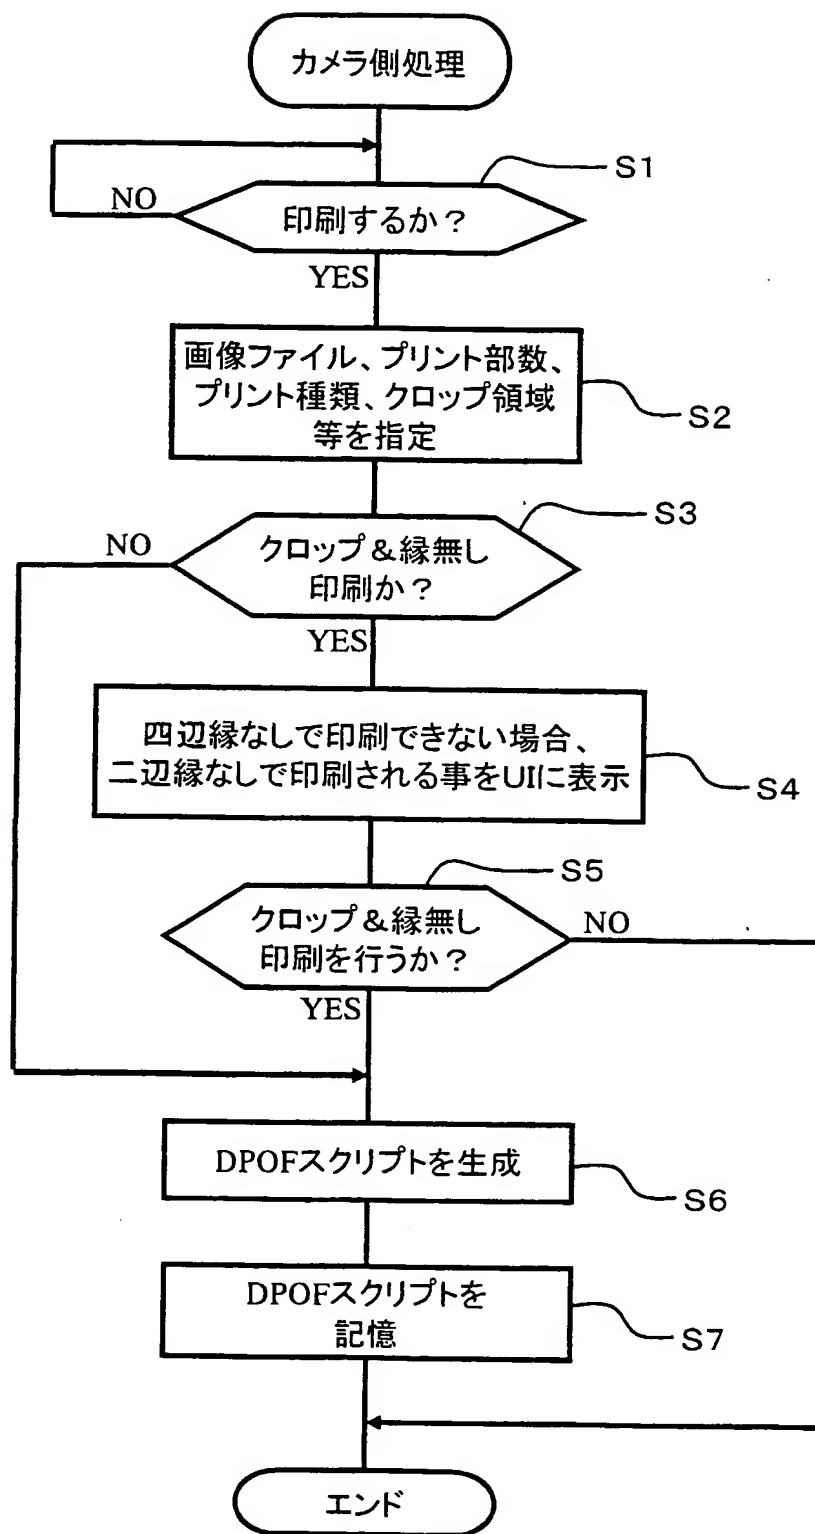 カメラ側処理
S1
NO
印刷するか？
YES
画像ファイル、プリント部数、
プリント種類、クロップ領域
等を指定
S2
S3
NO
クロップ＆縁無し
印刷か？
YES
四辺縁なしで印刷できない場合、
二辺縁なしで印刷される事をUIに表示
S4
S5
クロップ＆縁無し
印刷を行うか？
NO
YES
DPOFスクリプトを生成
S6
DPOFスクリプトを
記憶
S7
エンド